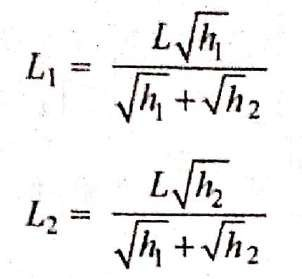 L₁ = L√h₁ / (√h₁ + √h₂)
L₂ = L√h₂ / (√h₁ + √h₂)